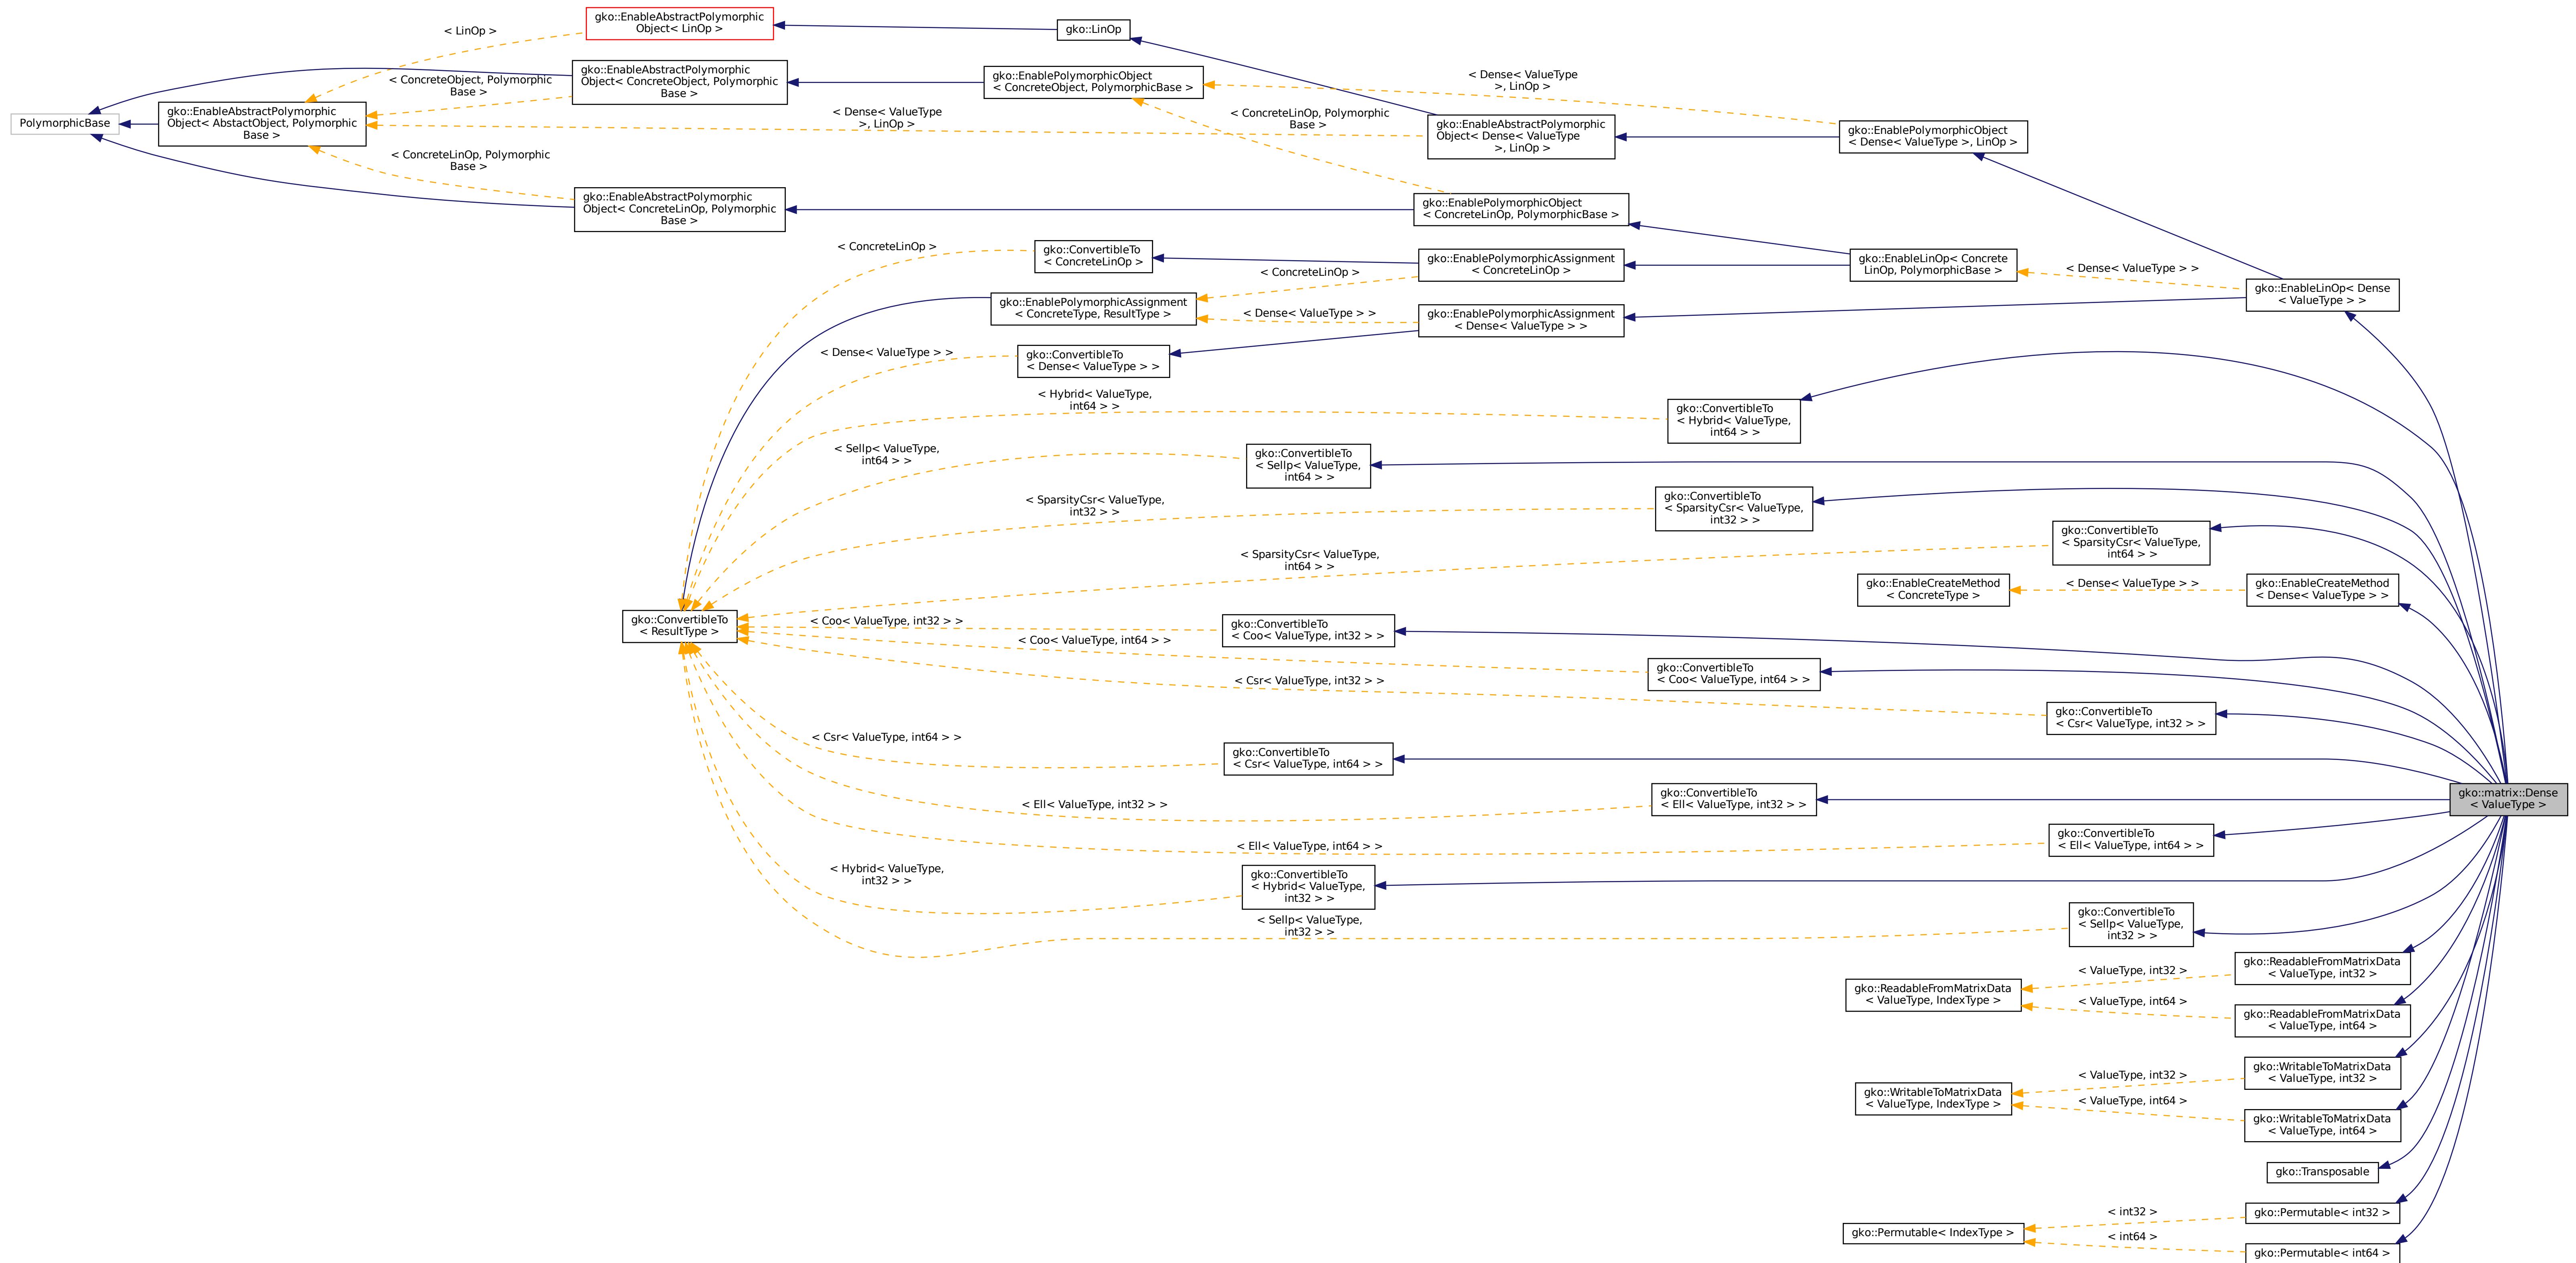 gko::EnableAbstractPolymorphic
Object< LinOp >
< LinOp >
gko::LinOp
gko::EnableAbstractPolymorphic
Object< ConcreteObject, Polymorphic
Base >
< ConcreteObject, Polymorphic
Base >
gko::EnablePolymorphicObject
< ConcreteObject, PolymorphicBase >
< Dense< ValueType
>, LinOp >
PolymorphicBase
gko::EnableAbstractPolymorphic
Object< AbstactObject, Polymorphic
Base >
< Dense< ValueType
>, LinOp >
< ConcreteLinOp, Polymorphic
Base >
gko::EnableAbstractPolymorphic
Object< Dense< ValueType
>, LinOp >
gko::EnablePolymorphicObject
< Dense< ValueType >, LinOp >
< ConcreteLinOp, Polymorphic
Base >
gko::EnableAbstractPolymorphic
Object< ConcreteLinOp, Polymorphic
Base >
gko::EnablePolymorphicObject
< ConcreteLinOp, PolymorphicBase >
< ConcreteLinOp >
gko::ConvertibleTo
< ConcreteLinOp >
gko::EnablePolymorphicAssignment
< ConcreteLinOp >
gko::EnableLinOp< Concrete
LinOp, PolymorphicBase >
< Dense< ValueType > >
gko::EnableLinOp< Dense
< ValueType > >
< ConcreteLinOp >
gko::EnablePolymorphicAssignment
< ConcreteType, ResultType >
< Dense< ValueType > >
gko::EnablePolymorphicAssignment
< Dense< ValueType > >
< Dense< ValueType > >
gko::ConvertibleTo
< Dense< ValueType > >
< Hybrid< ValueType,
int64 > >
gko::ConvertibleTo
< Hybrid< ValueType,
int64 > >
< Sellp< ValueType,
int64 > >
gko::ConvertibleTo
< Sellp< ValueType,
int64 > >
< SparsityCsr< ValueType,
int32 > >
gko::ConvertibleTo
< SparsityCsr< ValueType,
int32 > >
< SparsityCsr< ValueType,
int64 > >
gko::ConvertibleTo
< SparsityCsr< ValueType,
int64 > >
gko::EnableCreateMethod
< ConcreteType >
< Dense< ValueType > >
gko::EnableCreateMethod
< Dense< ValueType > >
gko::ConvertibleTo
< ResultType >
< Coo< ValueType, int32 > >
gko::ConvertibleTo
< Coo< ValueType, int32 > >
< Coo< ValueType, int64 > >
gko::ConvertibleTo
< Coo< ValueType, int64 > >
< Csr< ValueType, int32 > >
gko::ConvertibleTo
< Csr< ValueType, int32 > >
< Csr< ValueType, int64 > >
gko::ConvertibleTo
< Csr< ValueType, int64 > >
< Ell< ValueType, int32 > >
gko::ConvertibleTo
< Ell< ValueType, int32 > >
gko::matrix::Dense
< ValueType >
< Ell< ValueType, int64 > >
gko::ConvertibleTo
< Ell< ValueType, int64 > >
< Hybrid< ValueType,
int32 > >
gko::ConvertibleTo
< Hybrid< ValueType,
int32 > >
< Sellp< ValueType,
int32 > >
gko::ConvertibleTo
< Sellp< ValueType,
int32 > >
gko::ReadableFromMatrixData
< ValueType, IndexType >
< ValueType, int32 >
gko::ReadableFromMatrixData
< ValueType, int32 >
< ValueType, int64 >
gko::ReadableFromMatrixData
< ValueType, int64 >
gko::WritableToMatrixData
< ValueType, IndexType >
< ValueType, int32 >
gko::WritableToMatrixData
< ValueType, int32 >
< ValueType, int64 >
gko::WritableToMatrixData
< ValueType, int64 >
gko::Transposable
gko::Permutable< IndexType >
< int32 >
gko::Permutable< int32 >
< int64 >
gko::Permutable< int64 >